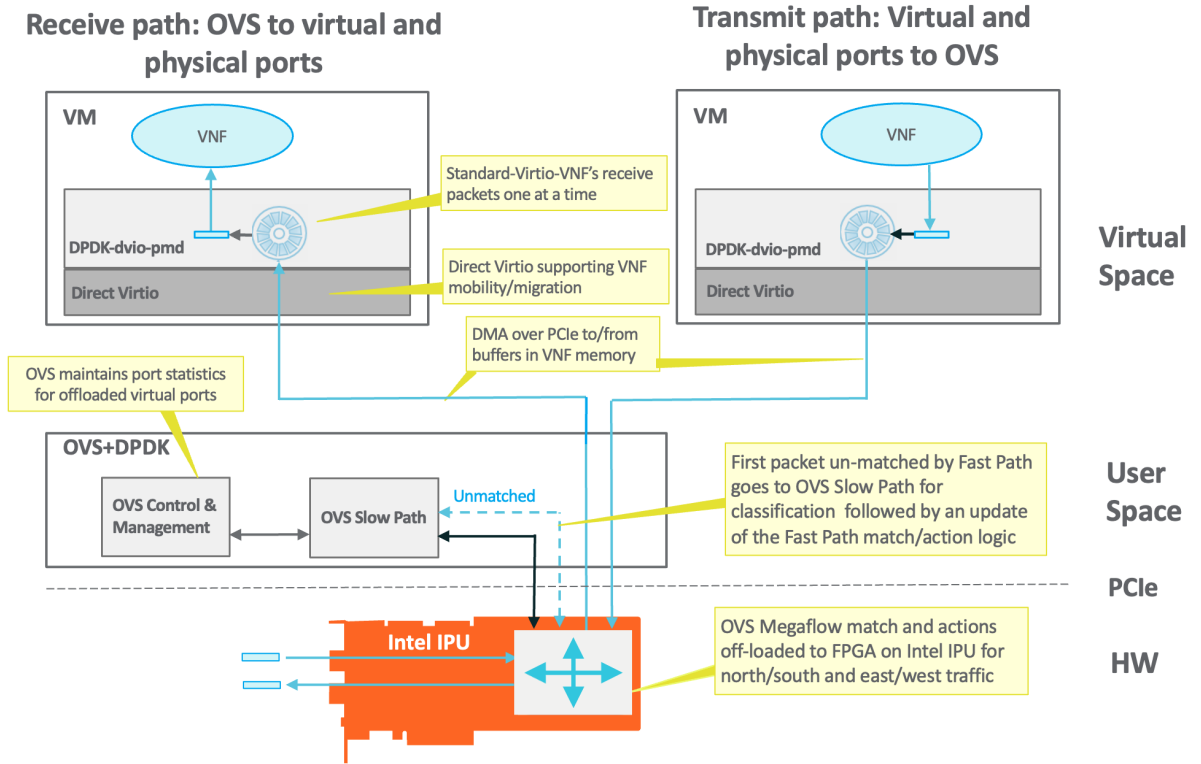 Receive path: OVS to virtual and
physical ports
Transmit path: Virtual and
physical ports to OVS
VM
VNF
DPDK-dvio-pmd
Direct Virtio
Standard-Virtio-VNF's receive
packets one at a time
Direct Virtio supporting VNF
mobility/migration
DMA over PCIe to/from
buffers in VNF memory
VM
VNF
DPDK-dvio-pmd
Direct Virtio
Virtual
Space
OVS maintains port statistics
for offloaded virtual ports
OVS+DPDK
OVS Control &
Management
OVS Slow Path
Unmatched
First packet un-matched by Fast Path
goes to OVS Slow Path for
classification followed by an update
of the Fast Path match/action logic
User
Space
PCIe
Intel IPU
OVS Megaflow match and actions
off-loaded to FPGA on Intel IPU for
north/south and east/west traffic
HW